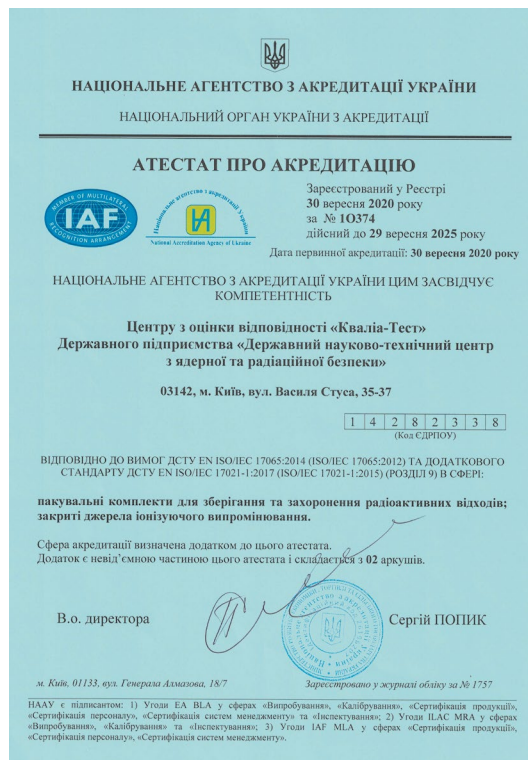 НАЦІОНАЛЬНЕ АГЕНТСТВО З АКРЕДИТАЦІЇ УКРАЇНИ
НАЦІОНАЛЬНИЙ ОРГАН УКРАЇНИ З АКРЕДИТАЦІЇ
АТЕСТАТ ПРО АКРЕДИТАЦІЮ
MEMBER OF MULTILATERAL
IAF
RECOGNITION ARRANGEMENT
Національне агентство з акредитації України
НА
National Accreditation Agency of Ukraine
Зареєстрований у Реєстрі
30 вересня 2020 року
за № 1О374
дійсний до 29 вересня 2025 року
Дата первинної акредитації: 30 вересня 2020 року
НАЦІОНАЛЬНЕ АГЕНТСТВО З АКРЕДИТАЦІЇ УКРАЇНИ ЦИМ ЗАСВІДЧУЄ
КОМПЕТЕНТНІСТЬ
Центру з оцінки відповідності «Кваліа-Тест»
Державного підприємства «Державний науково-технічний центр
з ядерної та радіаційної безпеки»
03142, м. Київ, вул. Василя Стуса, 35-37
1 4 2 8 2 3 3 8
(Код ЄДРПОУ)
ВІДПОВІДНО ДО ВИМОГ ДСТУ EN ISO/IEC 17065:2014 (ISO/IEC 17065:2012) ТА ДОДАТКОВОГО
СТАНДАРТУ ДСТУ EN ISO/IEC 17021-1:2017 (ISO/IEC 17021-1:2015) (РОЗДІЛ 9) В СФЕРІ:
пакувальні комплекти для зберігання та захоронення радіоактивних відходів;
закриті джерела іонізуючого випромінювання.
Сфера акредитації визначена додатком до цього атестата.
Додаток є невід’ємною частиною цього атестата і складається з 02 аркушів.
В.о. директора
Сергій ПОПИК
м. Київ, 01133, вул. Генерала Алмазова, 18/7
Зареєстровано у журналі обліку за № 1757
НААУ є підписантом: 1) Угоди EA BLA у сферах «Випробування», «Калібрування», «Сертифікація продукції»,
«Сертифікація персоналу», «Сертифікація систем менеджменту» та «Інспектування»; 2) Угоди ILAC MRA у сферах
«Випробування», «Калібрування» та «Інспектування»; 3) Угоди IAF MLA у сферах «Сертифікація продукції»,
«Сертифікація персоналу», «Сертифікація систем менеджменту».